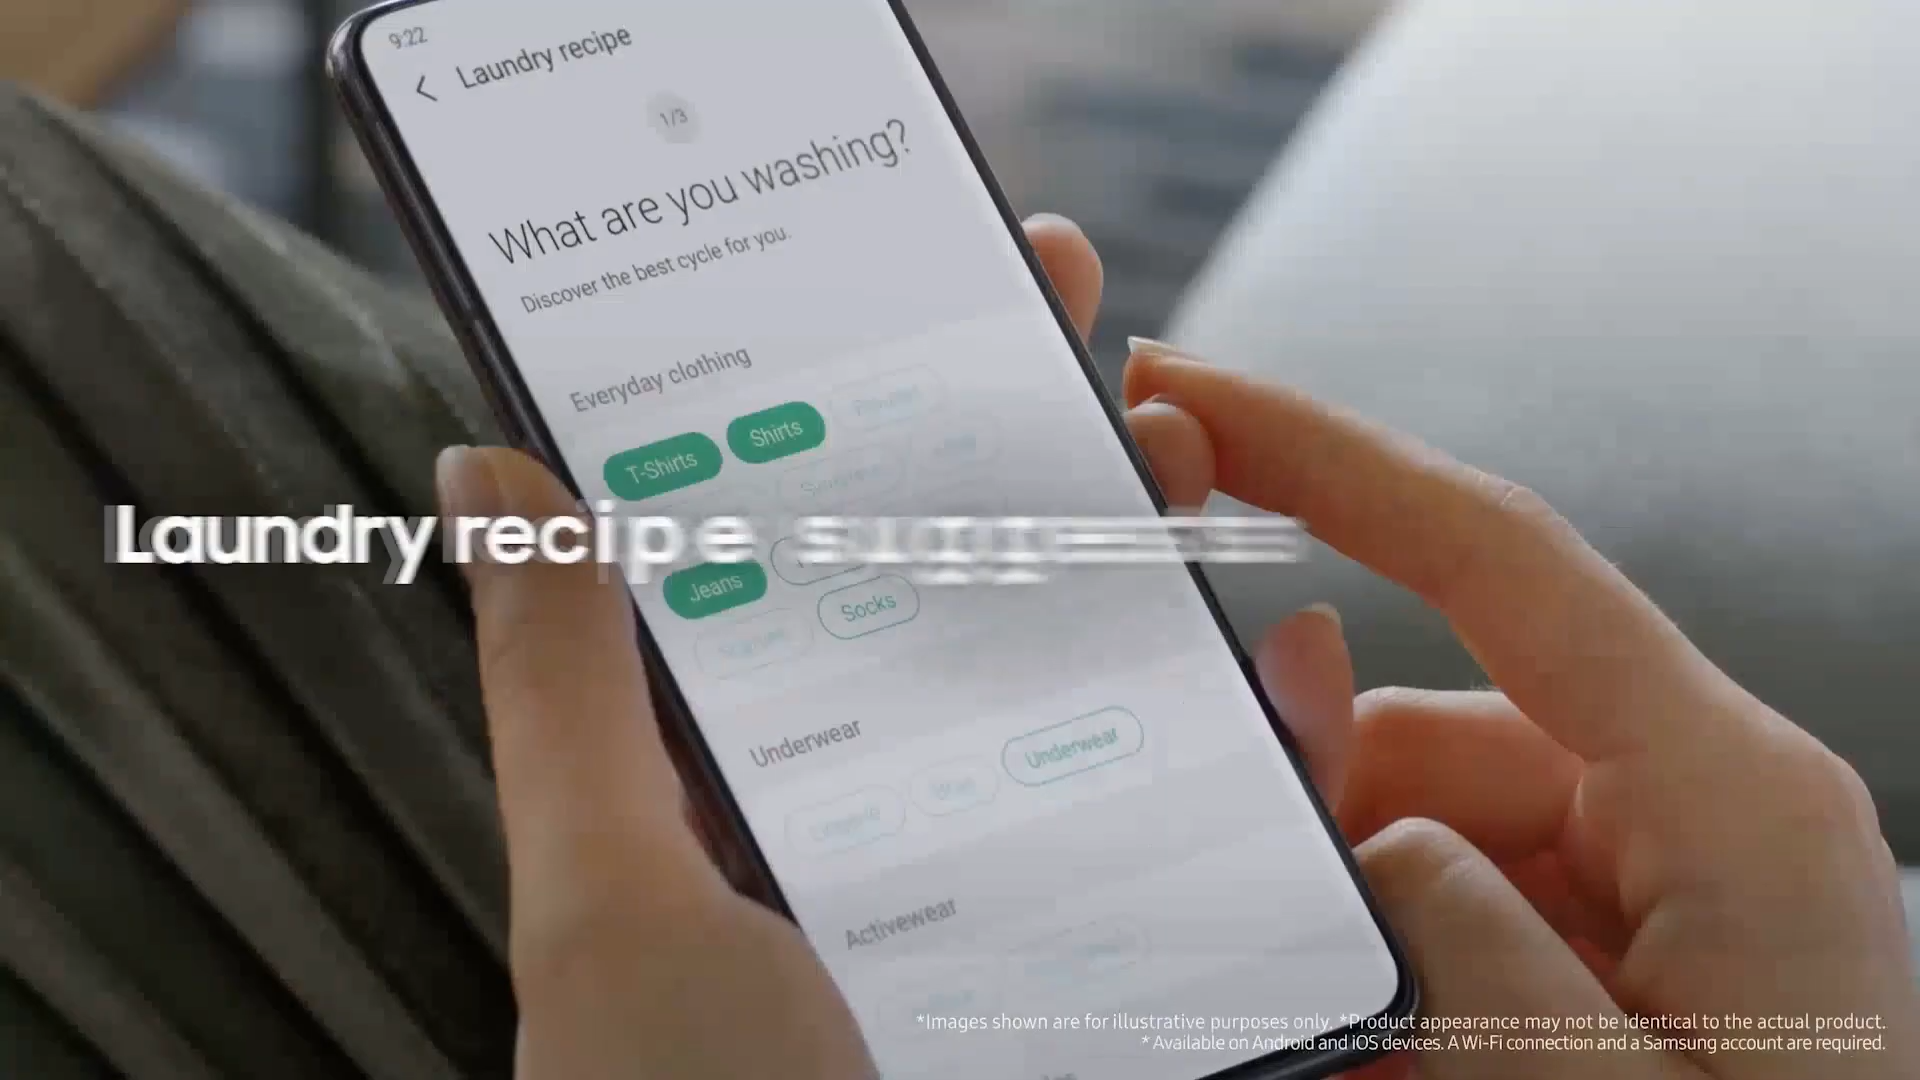 9:22
Laundry recipe
1/3
What are you washing?
Discover the best cycle for you.
Everyday clothing
T-Shirts
Shirts
Laundry recipe
Jeans
Socks
Underwear
Underwear
Activewear
*Images shown are for illustrative purposes only. *Product appearance may not be identical to the actual product.
* Available on Android and iOS devices. A Wi-Fi connection and a Samsung account are required.